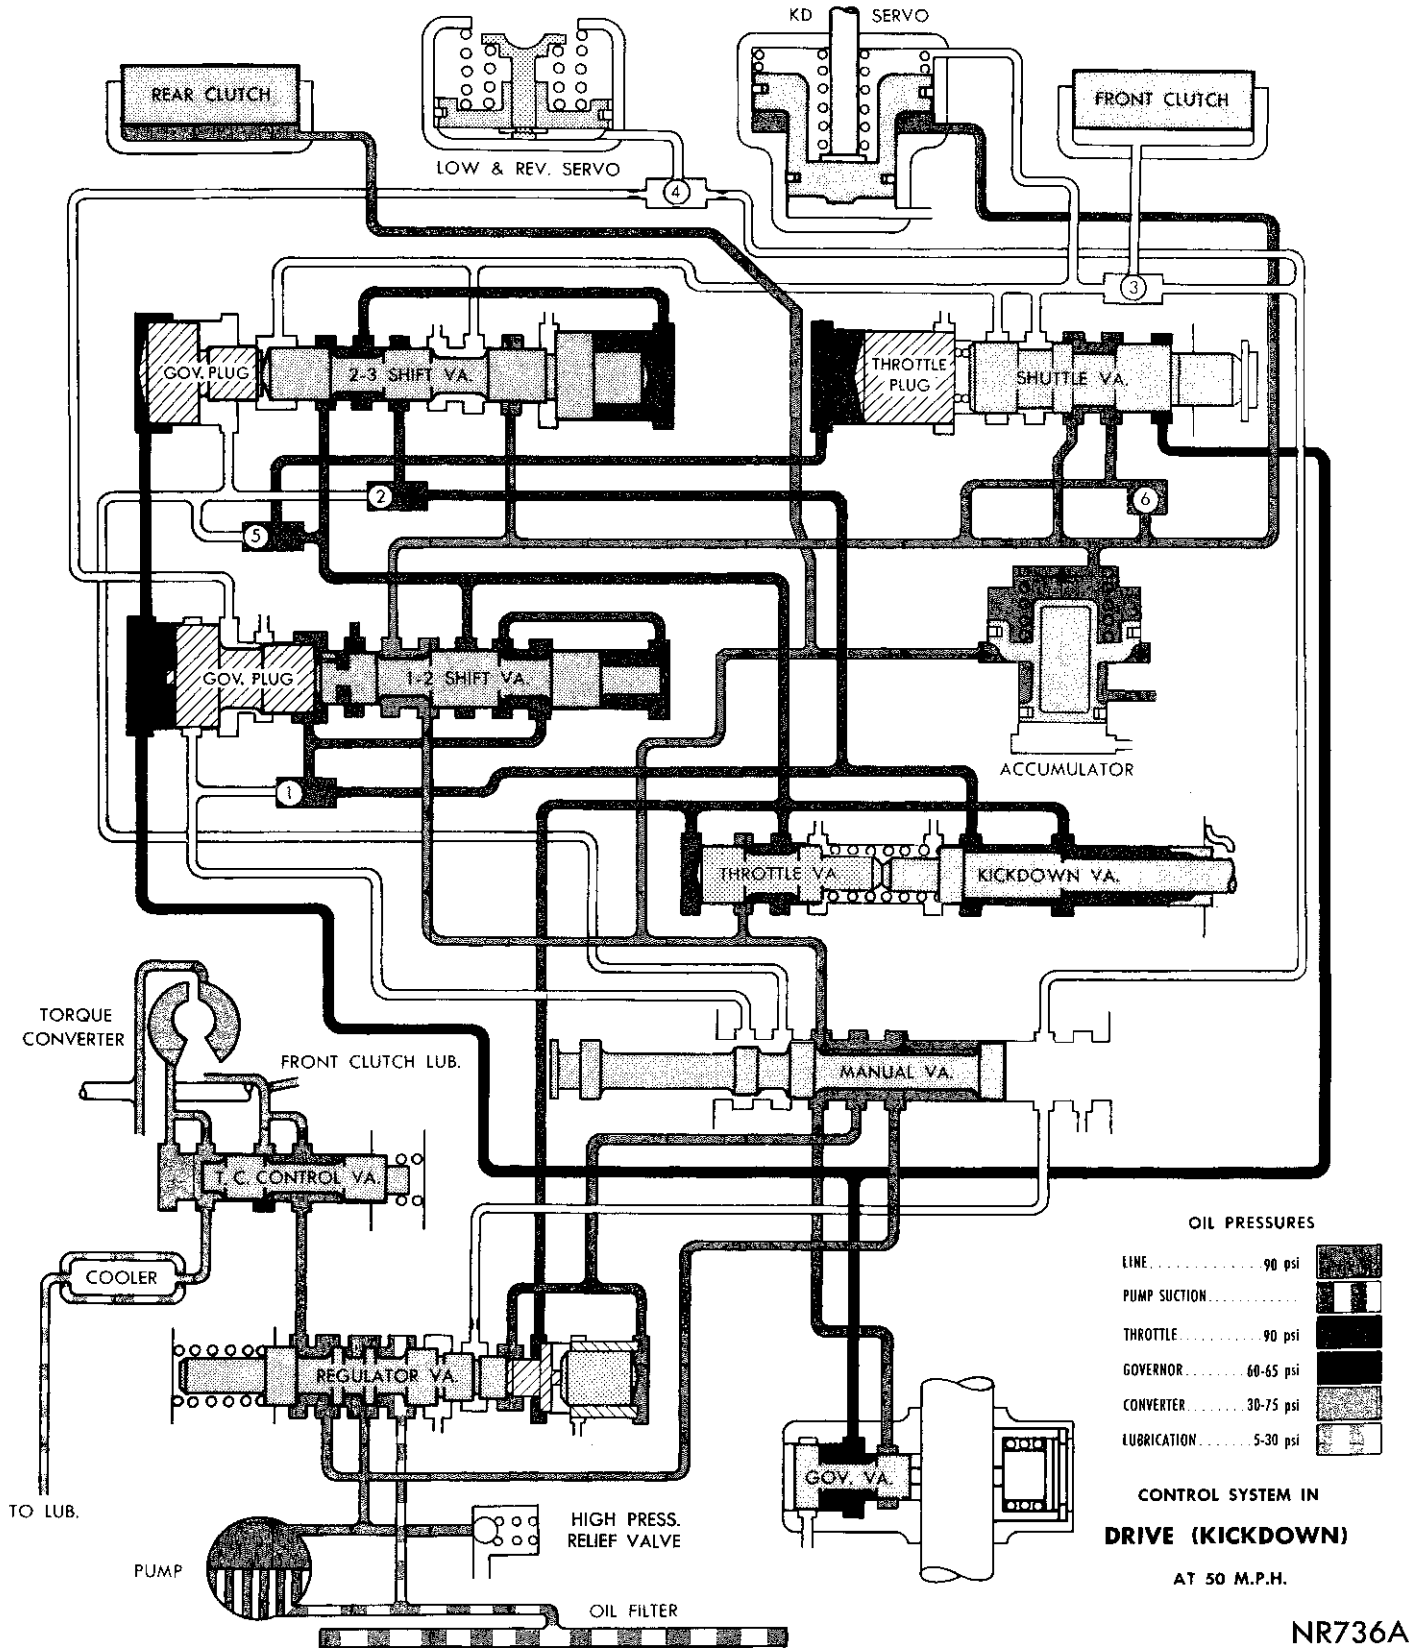 KD SERVO
REAR CLUTCH
FRONT CLUTCH
LOW & REV. SERVO
4
3
GOV. PLUG
2-3 SHIFT VA.
THROTTLE PLUG
SHUTTLE VA.
2
6
5
GOV. PLUG
1-2 SHIFT VA.
ACCUMULATOR
1
THROTTLE VA
KICKDOWN VA.
TORQUE
CONVERTER
FRONT CLUTCH LUB.
MANUAL VA.
T. C. CONTROL VA.
COOLER
OIL PRESSURES
LINE............. 90 psi
PUMP SUCTION............
THROTTLE.......... 90 psi
GOVERNOR........ 60-65 psi
CONVERTER....... 30-75 psi
LUBRICATION....... 5-30 psi
REGULATOR VA.
GOV. VA.
TO LUB.
HIGH PRESS.
RELIEF VALVE
PUMP
OIL FILTER
CONTROL SYSTEM IN
DRIVE (KICKDOWN)
AT 50 M.P.H.
NR736A